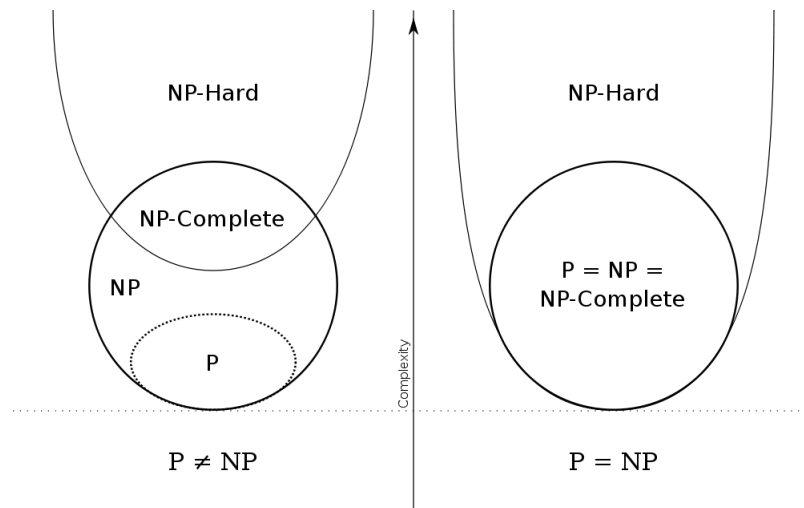 NP-Hard
NP-Complete
NP
P
P ≠ NP
Complexity
NP-Hard
P = NP =
NP-Complete
P = NP